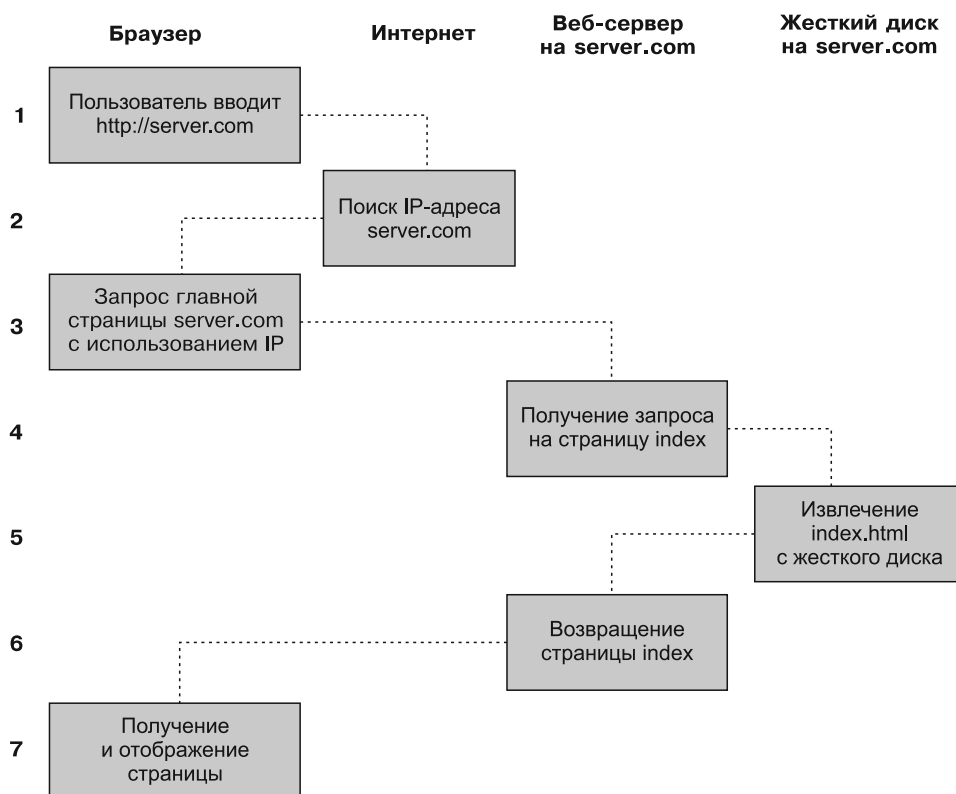 Браузер
Интернет
Веб-сервер
на server.com
Жесткий диск
на server.com
1
Пользователь вводит
http://server.com
2
Поиск IP-адреса
server.com
3
Запрос главной
страницы server.com
с использованием IP
4
Получение запроса
на страницу index
5
Извлечение
index.html
с жесткого диска
6
Возвращение
страницы index
7
Получение
и отображение
страницы